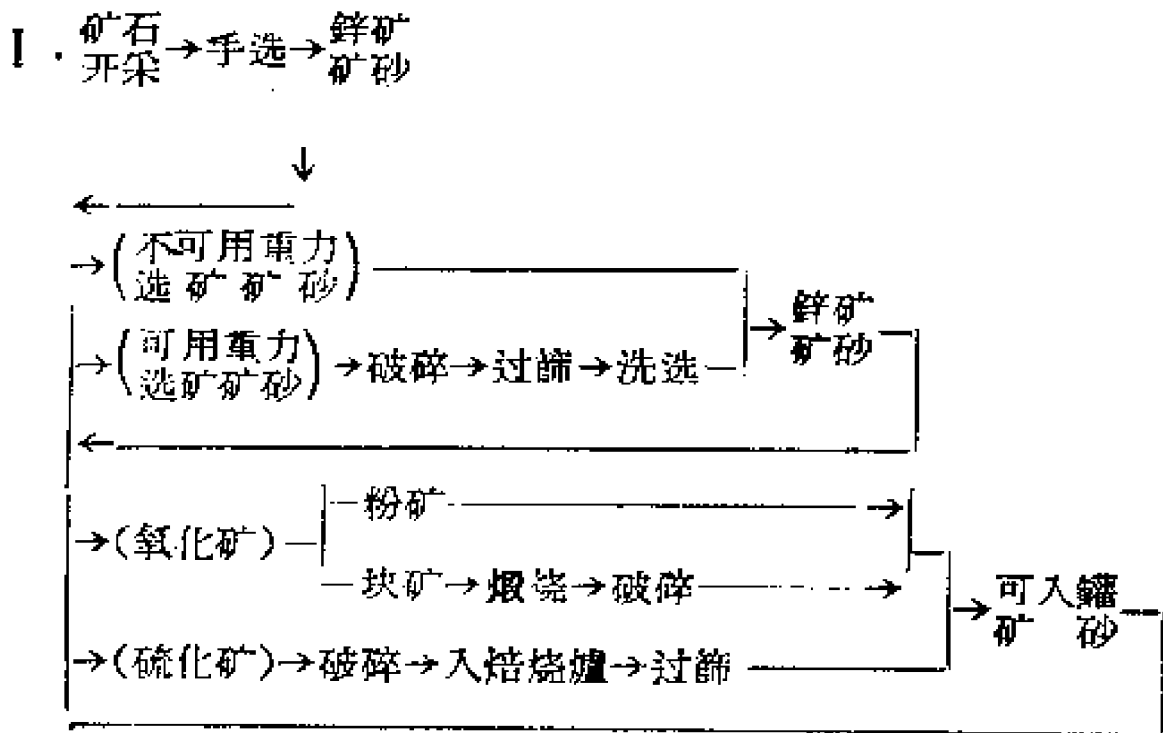 I. 矿石开采→手选→鋅矿矿砂
↓
←
→(不可用重力选矿矿砂)
→(可用重力选矿矿砂)→破碎→过篩→洗选
→鋅矿矿砂
←
→(氧化矿)
粉矿→
块矿→煅烧→破碎→
→可入罐矿砂
→(硫化矿)→破碎→入焙烧爐→过篩